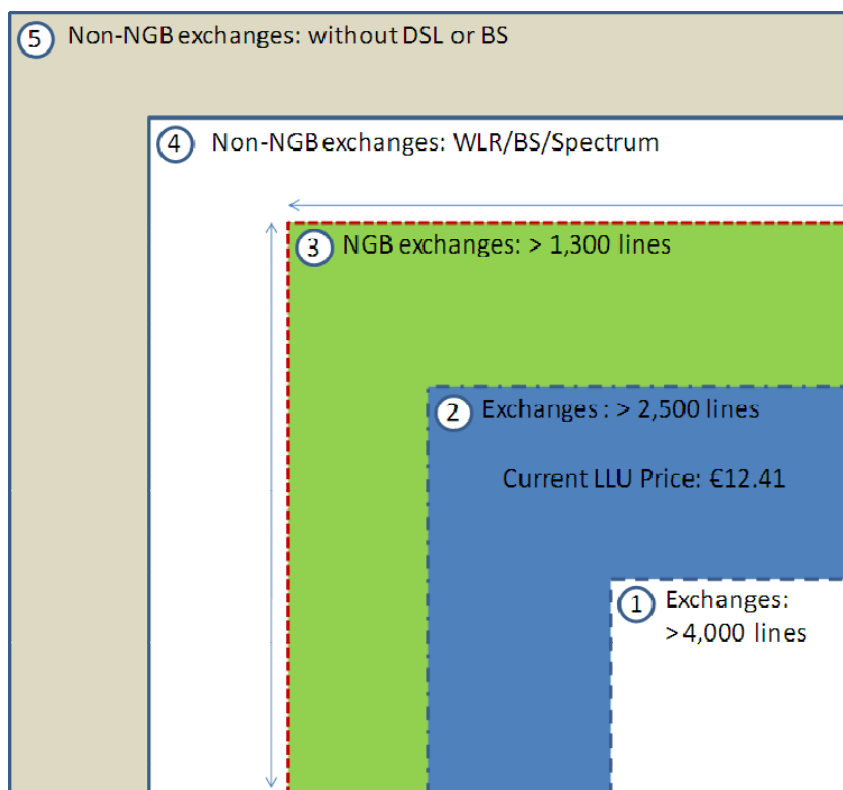 5 Non-NGB exchanges: without DSL or BS
4 Non-NGB exchanges: WLR/BS/Spectrum
3 NGB exchanges: > 1,300 lines
2 Exchanges : > 2,500 lines
Current LLU Price: €12.41
1 Exchanges:
>4,000 lines